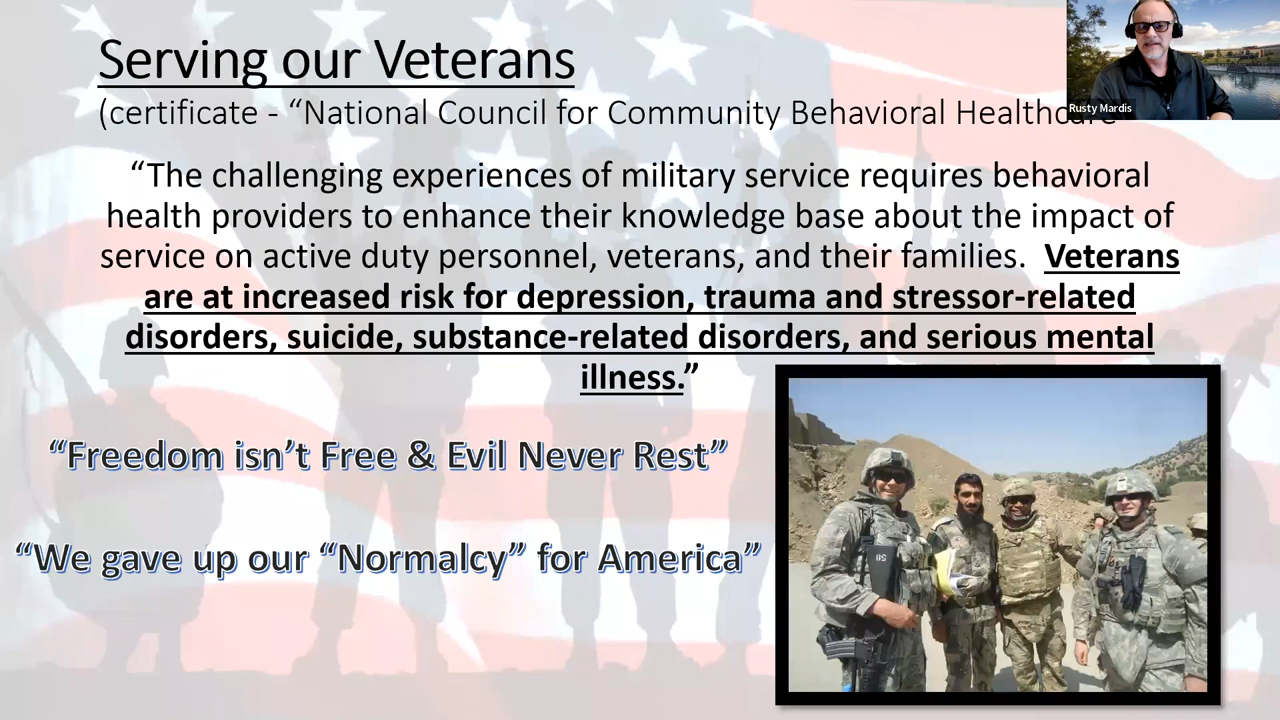 Serving our Veterans
(certificate - “National Council for Community Behavioral Healthcare”
Rusty Mardis
“The challenging experiences of military service requires behavioral
health providers to enhance their knowledge base about the impact of
service on active duty personnel, veterans, and their families. Veterans
are at increased risk for depression, trauma and stressor-related
disorders, suicide, substance-related disorders, and serious mental
illness.”
“Freedom isn’t Free & Evil Never Rest”
“We gave up our “Normalcy” for America”